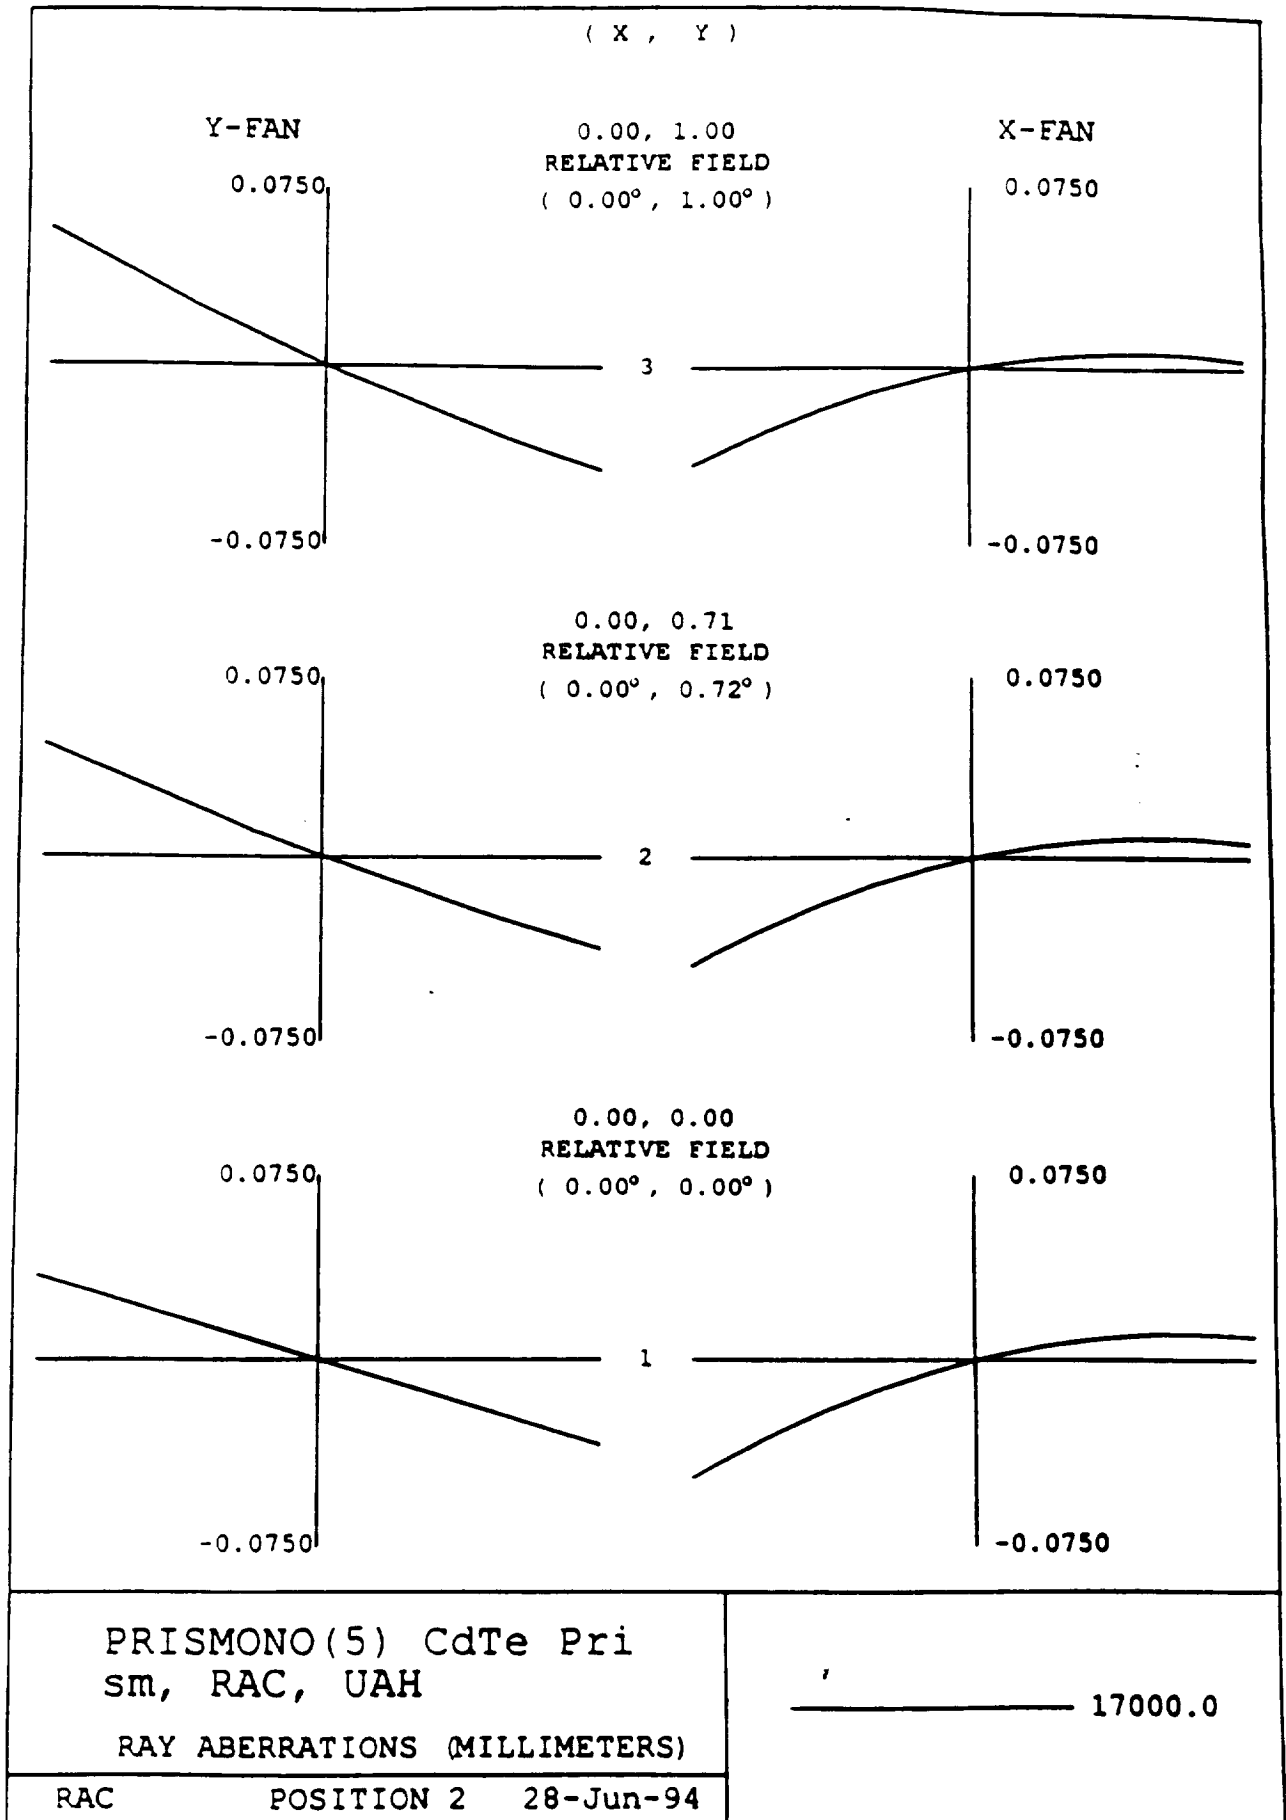 ( X , Y )
Y-FAN
0.00, 1.00
X-FAN
RELATIVE FIELD
0.0750
( 0.00°, 1.00° )
0.0750
3
-0.0750
-0.0750
0.00, 0.71
RELATIVE FIELD
0.0750
( 0.00°, 0.72° )
0.0750
2
-0.0750
-0.0750
0.00, 0.00
RELATIVE FIELD
0.0750
( 0.00°, 0.00° )
0.0750
1
-0.0750
-0.0750
PRISMONO(5) CdTe Pri
sm, RAC, UAH
RAY ABERRATIONS (MILLIMETERS)
RAC POSITION 2 28-Jun-94
17000.0